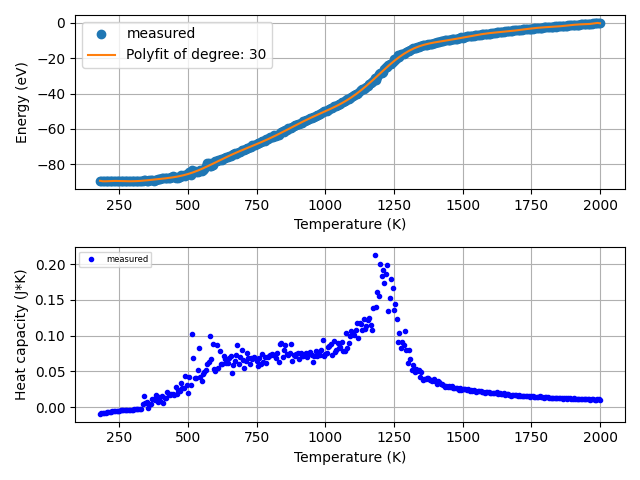 0
−20
−40
−60
−80
Energy (eV)
measured
Polyfit of degree: 30
250 500 750 1000 1250 1500 1750 2000
Temperature (K)
0.20
0.15
0.10
0.05
0.00
Heat capacity (J*K)
measured
250 500 750 1000 1250 1500 1750 2000
Temperature (K)